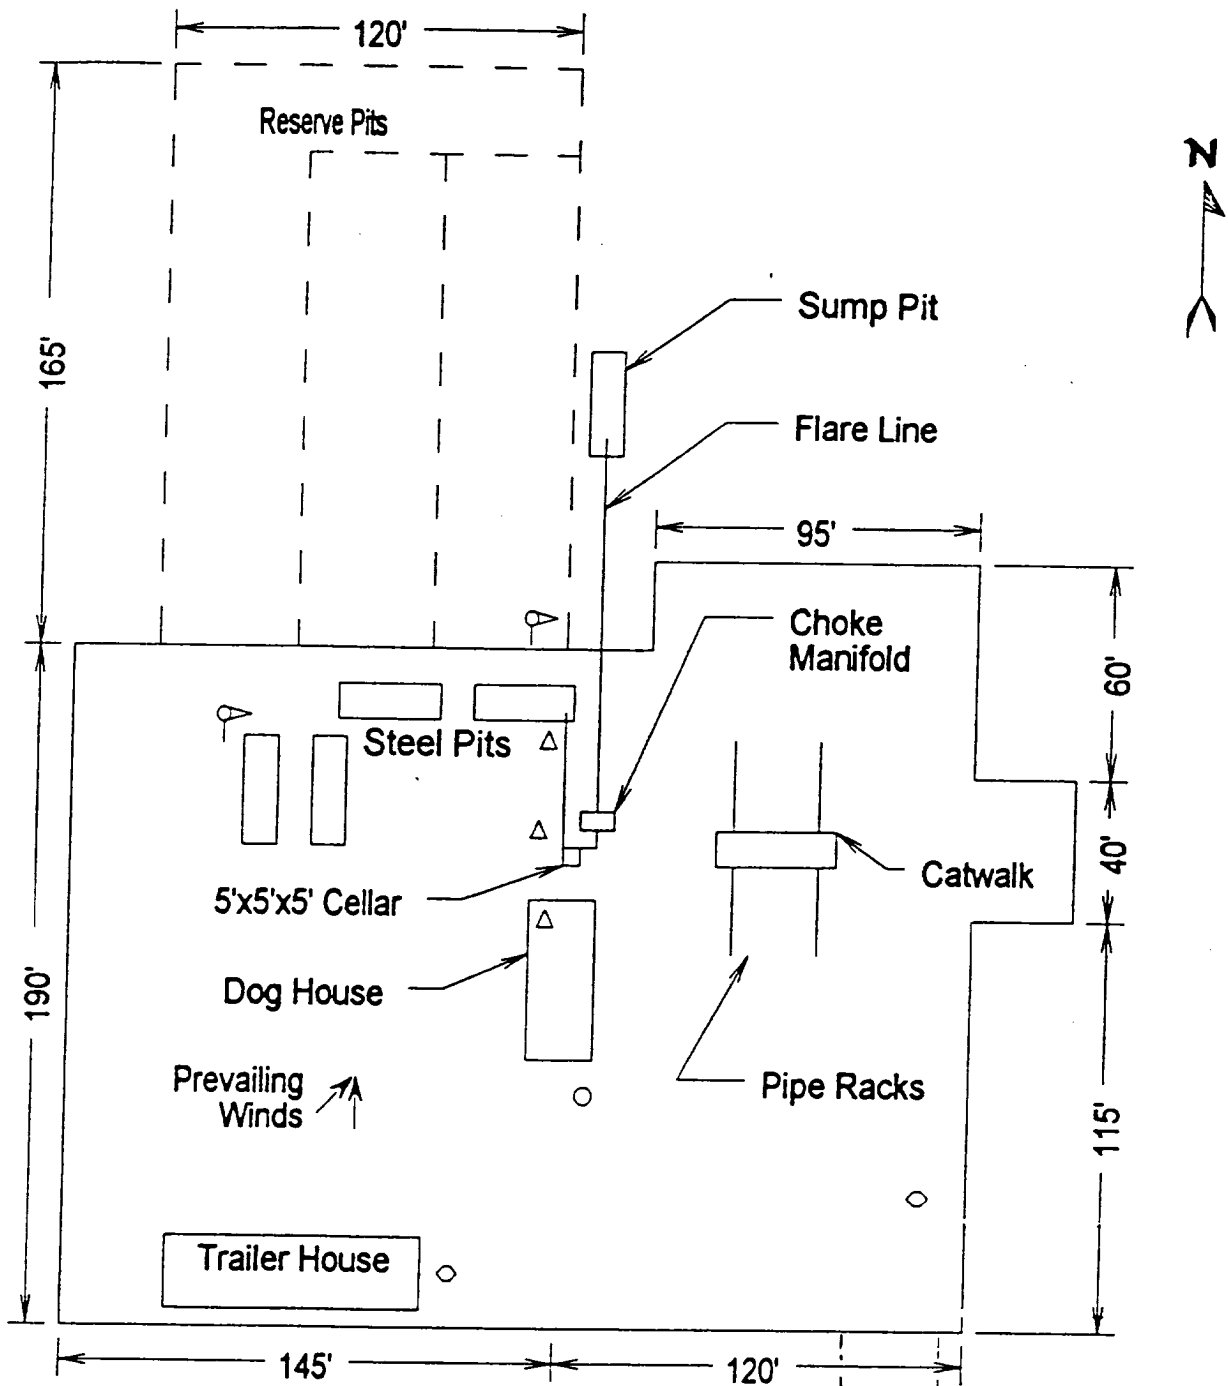 120'
Reserve Pits
N
Sump Pit
165'
Flare Line
95'
Choke
Manifold
60'
Steel Pits
40'
Catwalk
5'x5'x5' Cellar
190'
Dog House
Prevailing
Winds
Pipe Racks
115'
Trailer House
145'
120'